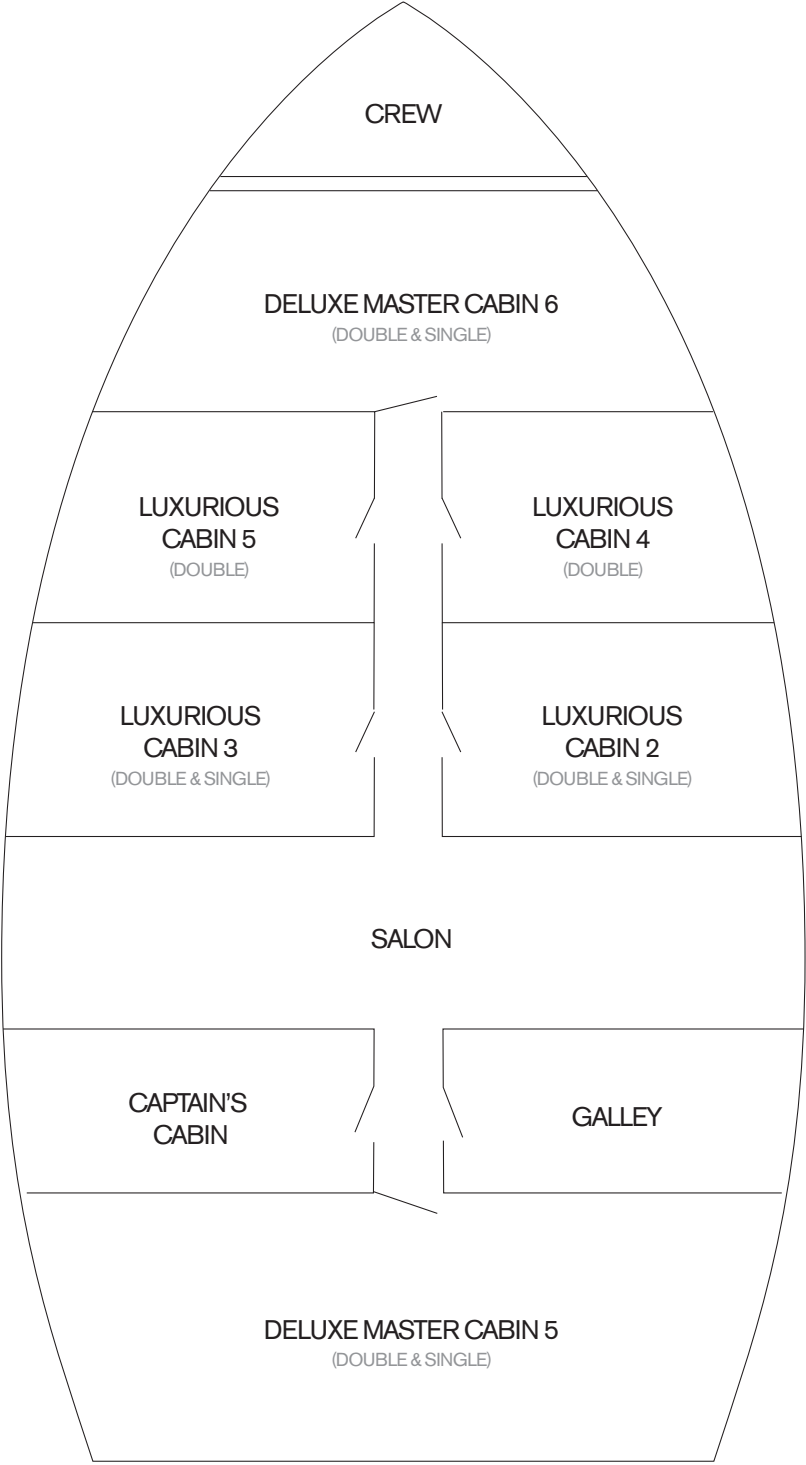 CREW
DELUXE MASTER CABIN 6
(DOUBLE & SINGLE)
LUXURIOUS
CABIN 5
(DOUBLE)
LUXURIOUS
CABIN 4
(DOUBLE)
LUXURIOUS
CABIN 3
(DOUBLE & SINGLE)
LUXURIOUS
CABIN 2
(DOUBLE & SINGLE)
SALON
CAPTAIN'S
CABIN
GALLEY
DELUXE MASTER CABIN 5
(DOUBLE & SINGLE)